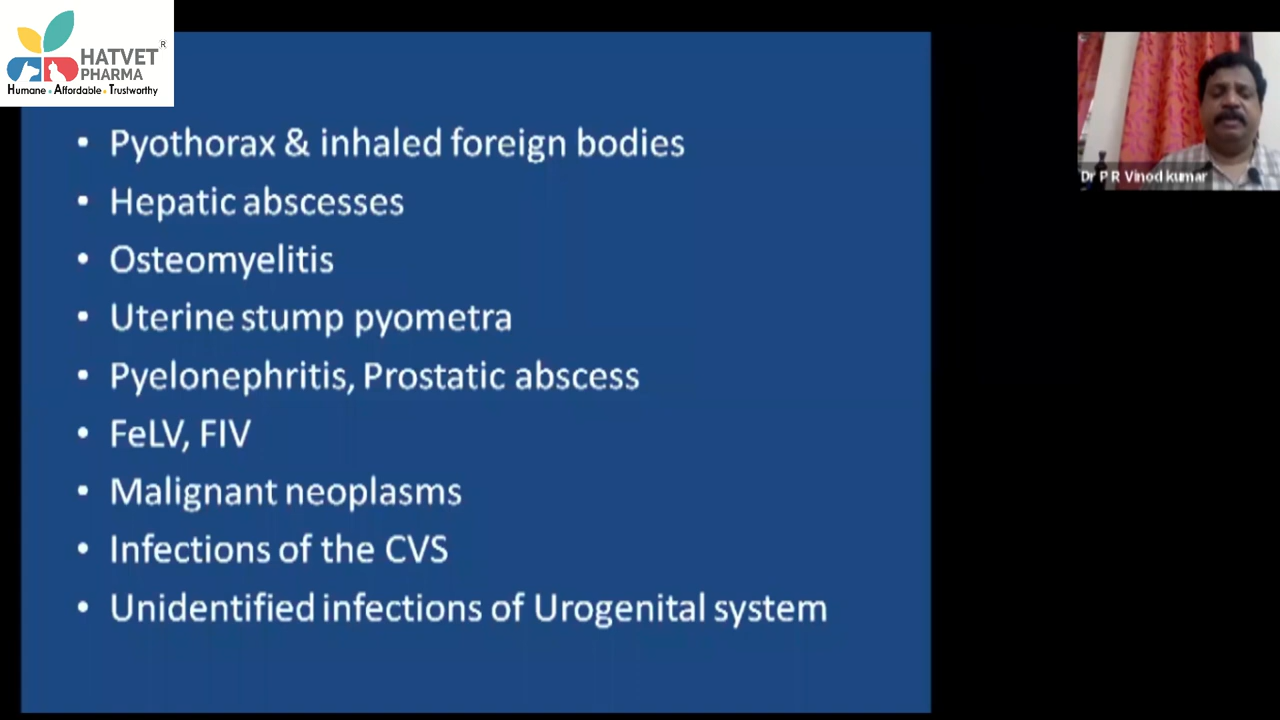 HATVET®
PHARMA
Humane • Affordable • Trustworthy
• Pyothorax & inhaled foreign bodies
• Hepatic abscesses
• Osteomyelitis
• Uterine stump pyometra
• Pyelonephritis, Prostatic abscess
• FeLV, FIV
• Malignant neoplasms
• Infections of the CVS
• Unidentified infections of Urogenital system
Dr P R Vinod kumar